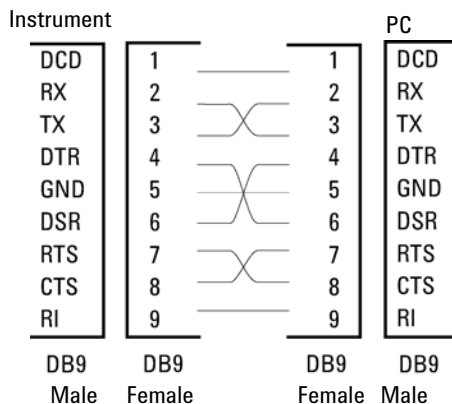 Instrument PC
DCD 1 1 DCD
RX 2 2 RX
TX 3 3 TX
DTR 4 4 DTR
GND 5 5 GND
DSR 6 6 DSR
RTS 7 7 RTS
CTS 8 8 CTS
RI 9 9 RI
DB9 DB9 DB9 DB9
Male Female Female Male